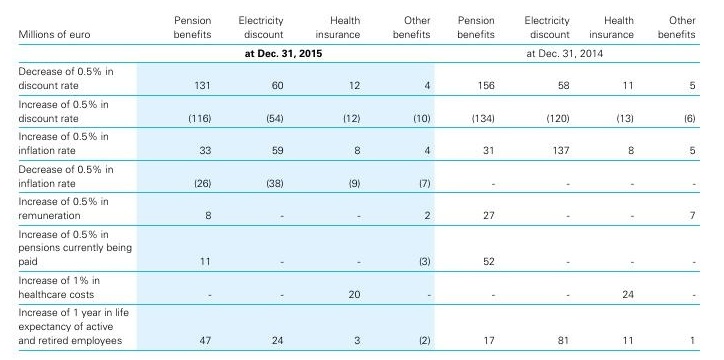 Millions of euro Pension benefits Electricity discount Health insurance Other benefits Pension benefits Electricity discount Health insurance Other benefits
at Dec. 31, 2015 at Dec. 31, 2014
Decrease of 0.5% in
discount rate 131 60 12 4 156 58 11 5
Increase of 0.5% in
discount rate (116) (54) (12) (10) (134) (120) (13) (6)
Increase of 0.5% in
inflation rate 33 59 8 4 31 137 8 5
Decrease of 0.5% in
inflation rate (26) (38) (9) (7) - - - -
Increase of 0.5% in
remuneration 8 - - 2 27 - - 7
Increase of 0.5% in
pensions currently being
paid 11 - - (3) 52 - - -
Increase of 1% in
healthcare costs - - 20 - - - 24 -
Increase of 1 year in life
expectancy of active
and retired employees 47 24 3 (2) 17 81 11 1